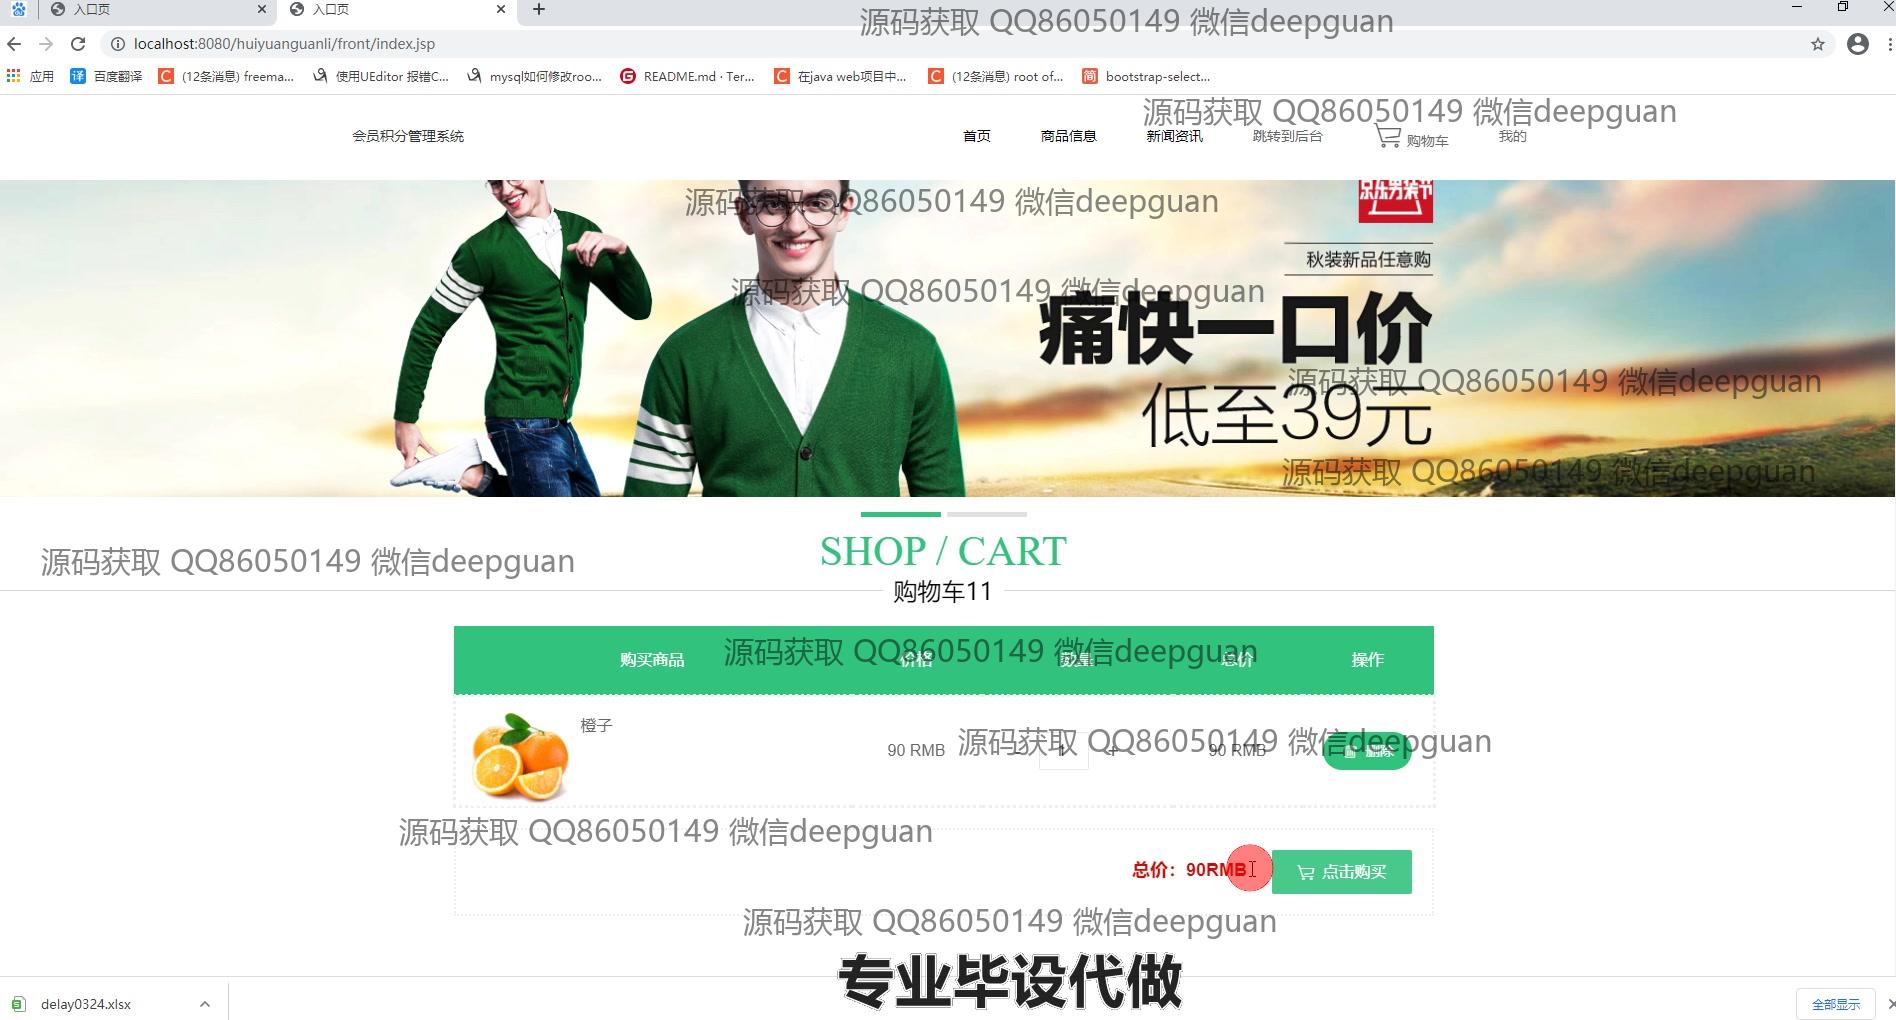 入口页
入口页
源码获取 QQ86050149 微信deepguan
localhost:8080/huiyuanguanli/front/index.jsp
应用
百度翻译
(12条消息) freema...
使用UEditor 报错C...
mysql如何修改roo...
README.md · Ter...
在java web项目中...
(12条消息) root of...
bootstrap-select...
源码获取 QQ86050149 微信deepguan
会员积分管理系统
首页
商品信息
新闻资讯
跳转到后台
购物车
我的
源码获取 QQ86050149 微信deepguan
京东男装节
秋装新品任意购
源码获取 QQ86050149 微信deepguan
痛快一口价
源码获取 QQ86050149 微信deepguan
低至39元
源码获取 QQ86050149 微信deepguan
SHOP / CART
源码获取 QQ86050149 微信deepguan
购物车11
源码获取 QQ86050149 微信deepguan
购买商品
价格
数量
总价
操作
橙子
源码获取 QQ86050149 微信deepguan
90 RMB
-
1
+
90 RMB
删除
源码获取 QQ86050149 微信deepguan
总价：90RMB
点击购买
源码获取 QQ86050149 微信deepguan
专业毕设代做
delay0324.xlsx
全部显示